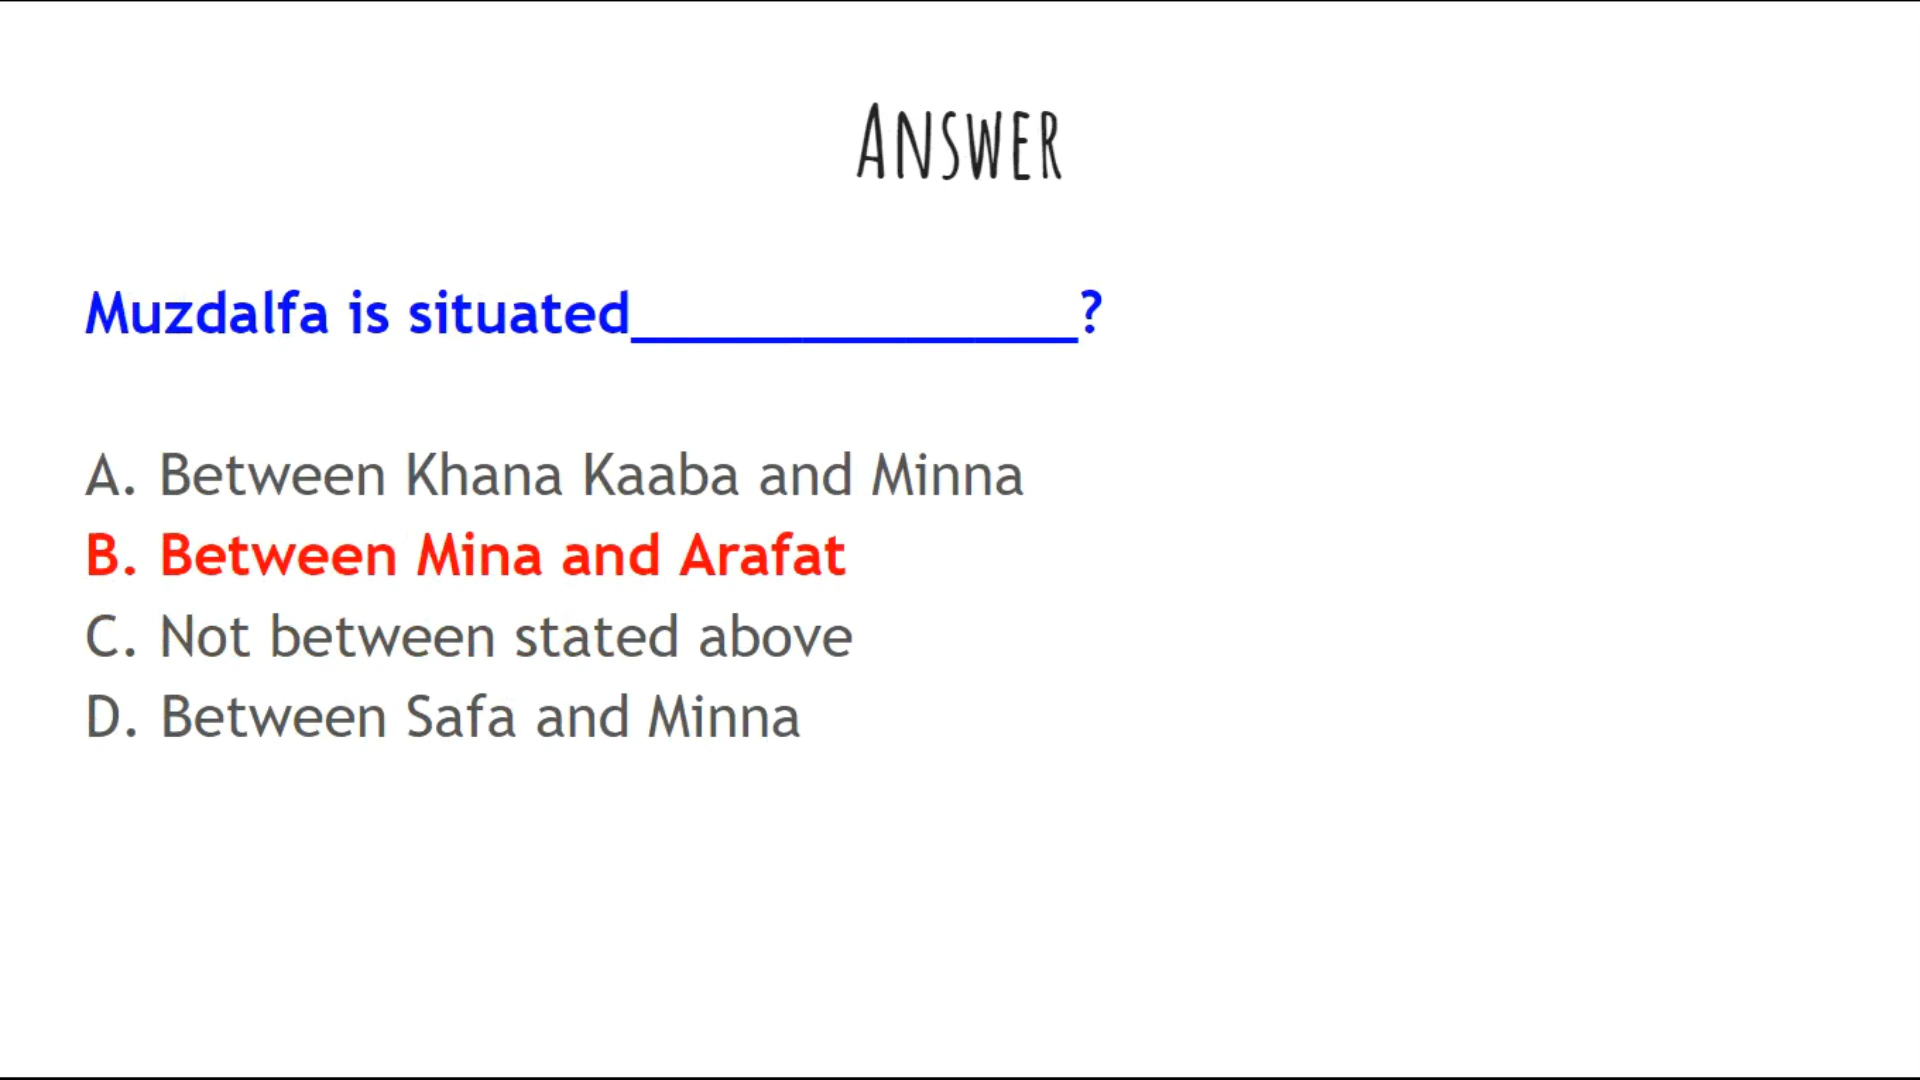 ANSWER
Muzdalfa is situated_____________?
A. Between Khana Kaaba and Minna
B. Between Mina and Arafat
C. Not between stated above
D. Between Safa and Minna